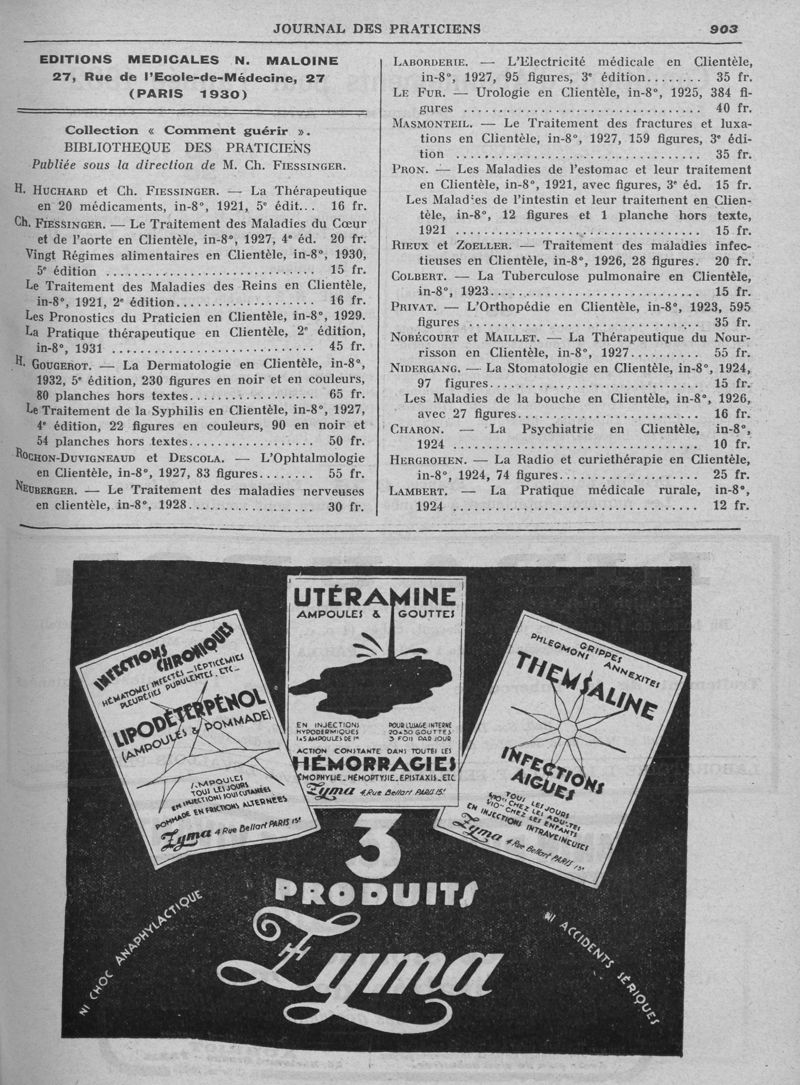 JOURNAL DES PRATICIENS
903
EDITIONS MEDICALES N. MALOINE
27, Rue de l'Ecole-de-Médecine, 27
(PARIS 1930)
Collection « Comment guérir ».
BIBLIOTHEQUE DES PRATICIENS
Publiée sous la direction de M. Ch. FIESSINGER.
H. HUCHARD et Ch. FIESSINGER. — La Thérapeutique
en 20 médicaments, in-8°, 1921, 5e édit... 16 fr.
Ch. FIESSINGER. — Le Traitement des Maladies du Cœur
et de l'aorte en Clientèle, in-8°, 1927, 4e éd. 20 fr.
Vingt Régimes alimentaires en Clientèle, in-8°, 1930,
5e édition ............................ 15 fr.
Le Traitement des Maladies des Reins en Clientèle,
in-8°, 1921, 2e édition.................... 16 fr.
Les Pronostics du Praticien en Clientèle, in-8°, 1929.
La Pratique thérapeutique en Clientèle, 2e édition,
in-8°, 1931 ............................ 45 fr.
H. GOUGEROT. — La Dermatologie en Clientèle, in-8°,
1932, 5e édition, 230 figures en noir et en couleurs,
80 planches hors textes.................. 65 fr.
Le Traitement de la Syphilis en Clientèle, in-8°, 1927,
4e édition, 22 figures en couleurs, 90 en noir et
54 planches hors textes.................. 50 fr.
ROCHON-DUVIGNEAUD et DESCOLA. — L'Ophtalmologie
en Clientèle, in-8°, 1927, 83 figures........ 55 fr.
NEUBERGER. — Le Traitement des maladies nerveuses
en clientèle, in-8°, 1928.................. 30 fr.
LABORDERIE. — L'Electricité médicale en Clientèle,
in-8°, 1927, 95 figures, 3e édition........ 35 fr.
LE FUR. — Urologie en Clientèle, in-8°, 1925, 384 fi-
gures .................................. 40 fr.
MASMONTEIL. — Le Traitement des fractures et luxa-
tions en Clientèle, in-8°, 1927, 159 figures, 3e édi-
tion .................................. 35 fr.
PRON. — Les Maladies de l'estomac et leur traitement
en Clientèle, in-8°, 1921, avec figures, 3e éd. 15 fr.
Les Maladies de l'intestin et leur traitement en Clien-
tèle, in-8°, 12 figures et 1 planche hors texte,
1921 .................................. 15 fr.
RIEUX et ZOELLER. — Traitement des maladies infec-
tieuses en Clientèle, in-8°, 1926, 28 figures. 20 fr.
COLBERT. — La Tuberculose pulmonaire en Clientèle,
in-8°, 1923.............................. 15 fr.
PRIVAT. — L'Orthopédie en Clientèle, in-8°, 1923, 595
figures ................................ 35 fr.
NOBÉCOURT et MAILLET. — La Thérapeutique du Nour-
risson en Clientèle, in-8°, 1927.......... 55 fr.
NIDERGANG. — La Stomatologie en Clientèle, in-8°, 1924,
97 figures.............................. 15 fr.
Les Maladies de la bouche en Clientèle, in-8°, 1926,
avec 27 figures.......................... 16 fr.
CHARON. — La Psychiatrie en Clientèle, in-8°,
1924 .................................. 10 fr.
HERGROHEN. — La Radio et curiethérapie en Clientèle,
in-8°, 1924, 74 figures.................... 25 fr.
LAMBERT. — La Pratique médicale rurale, in-8°,
1924 .................................. 12 fr.
INFECTIONS
CHRONIQUES
HÉMATOMES INFECTÉS _ SEPTICÉMIES
PLEURÉSIES PURULENTES. ETC_
LIPODÉTERPÉNOL
(AMPOULES & POMMADE)
AMPOULES
TOUS LES JOURS
EN INJECTIONS SOUS CUTANÉES
POMMADE EN FRICTIONS ALTERNÉES
Zyma 4 Rue Bellart PARIS 15e
UTÉRAMINE
AMPOULES & GOUTTES
EN INJECTIONS
HYPODERMIQUES
1 à 5 AMPOULES DE 1cc
POUR L'USAGE INTERNE
20 à 30 GOUTTES
3 FOIS PAR JOUR
ACTION CONSTANTE DANS TOUTES LES
HÉMORRAGIES
ÉMOPHYLIE_HÉMOPTYSIE_EPISTAXIS_ETC
Zyma 4 Rue Bellart PARIS 15e
GRIPPES
PHLEGMONS ANNEXITES
THEMSALINE
INFECTIONS
AIGUES
TOUS LES JOURS
CHEZ LES ADULTES
CHEZ LES ENFANTS
EN INJECTIONS INTRAVEINEUSES
Zyma 4 Rue Bellart PARIS 15e
3
PRODUITS
Zyma
NI CHOC ANAPHYLACTIQUE
NI ACCIDENTS SÉRIQUES